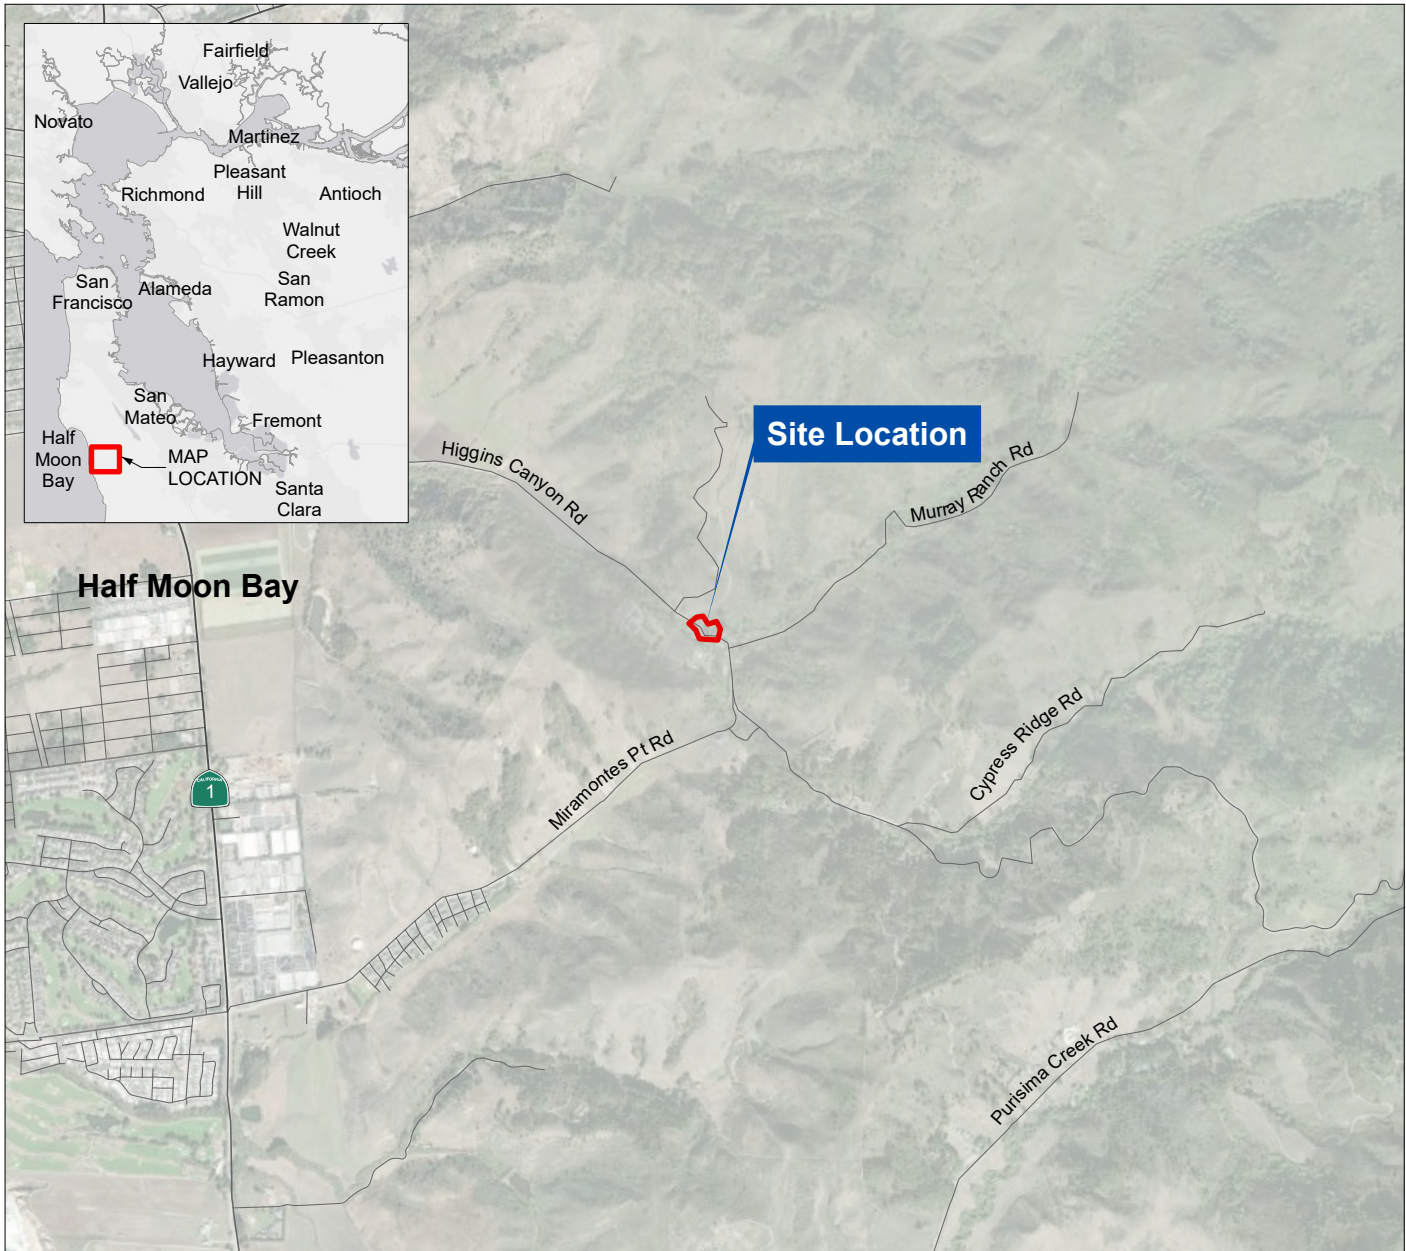 Fairfield
Vallejo
Novato
Martinez
Pleasant
Hill
Richmond
Antioch
Walnut
Creek
San
Francisco
Alameda
San
Ramon
Hayward
Pleasanton
San
Mateo
Fremont
Half
Moon
Bay
MAP
LOCATION
Santa
Clara
Site Location
Higgins Canyon Rd
Murray Ranch Rd
Half Moon Bay
Cypress Ridge Rd
Miramontes Pt Rd
CALIFORNIA
1
Purisima Creek Rd